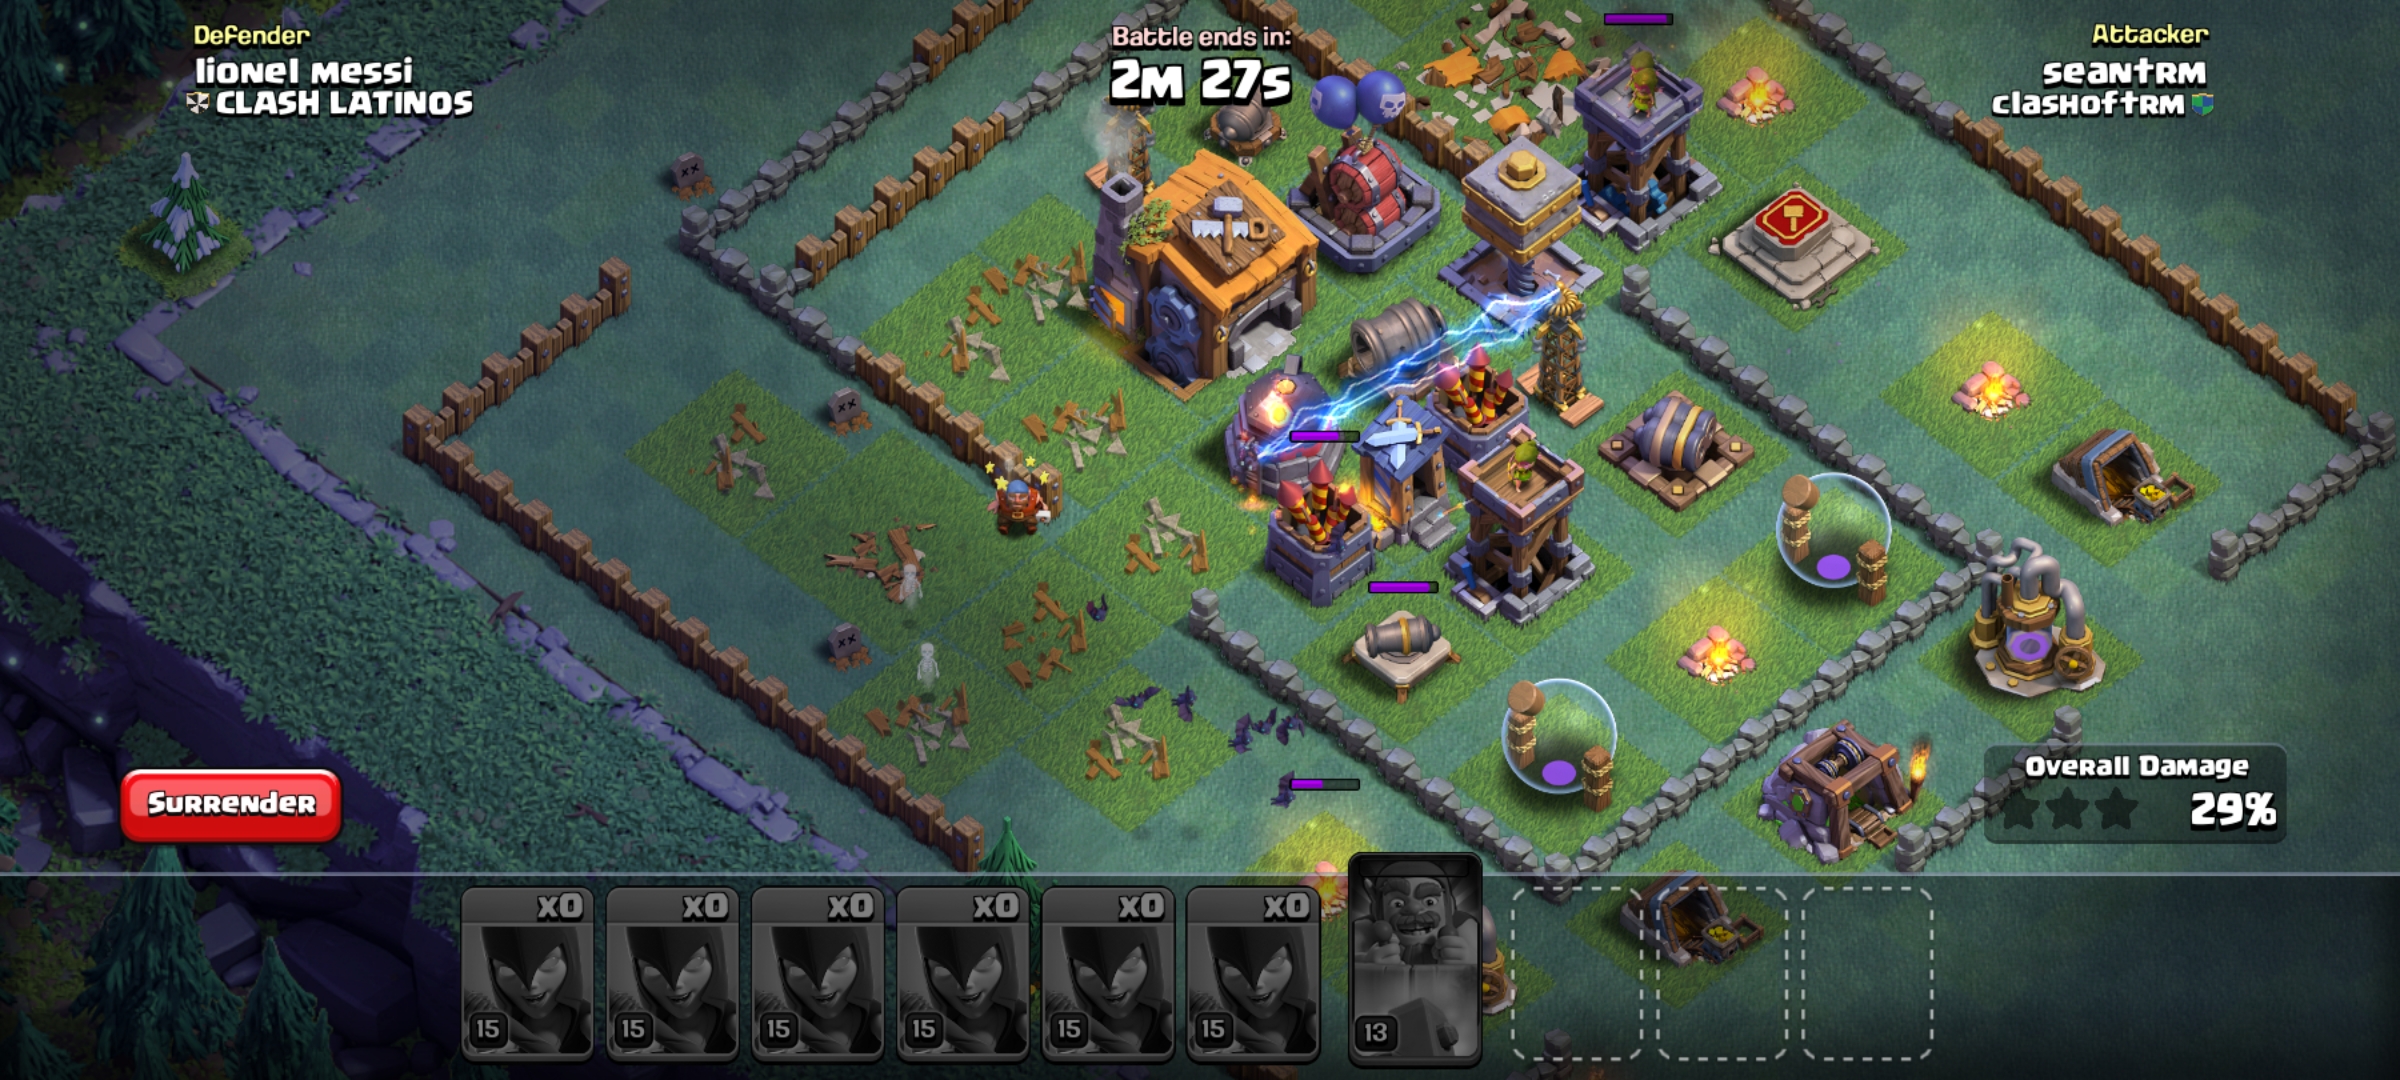 Defender
lionel messi
CLASH LATINOS
Battle ends in:
2M 27s
Attacker
seantrm
clashoftrm
Surrender
Overall Damage
29%
x0
x0
x0
x0
x0
x0
15
15
15
15
15
15
13